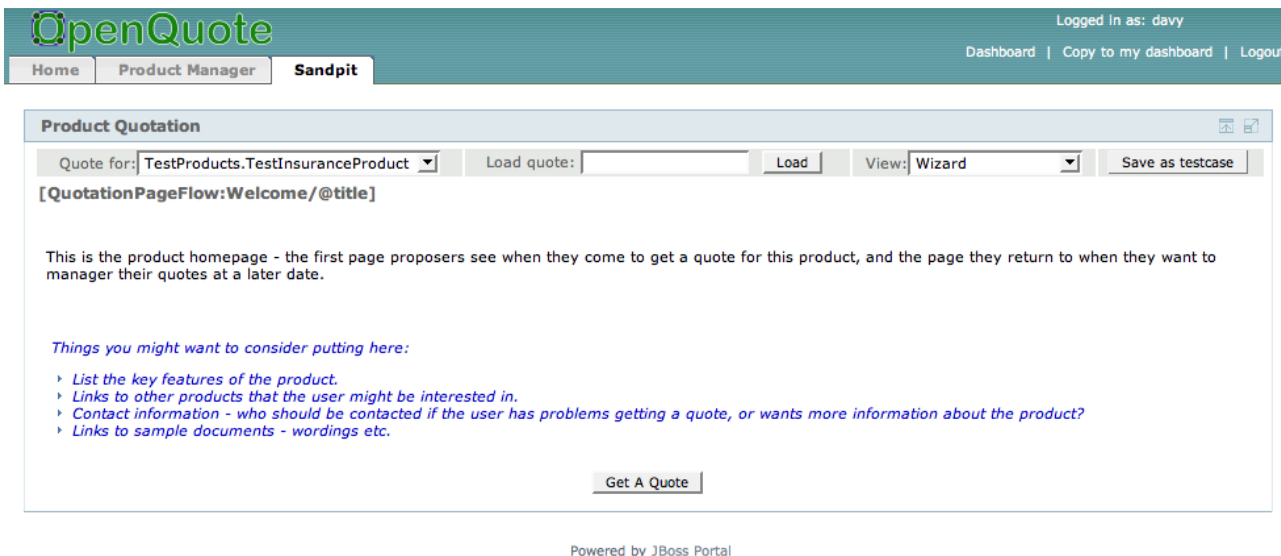 OpenQuote
Logged in as: davy
Dashboard | Copy to my dashboard | Logout
Home Product Manager Sandpit
Product Quotation
Quote for: TestProducts.TestInsuranceProduct Load quote: Load View: Wizard Save as testcase
[QuotationPageFlow:Welcome/@title]
This is the product homepage - the first page proposers see when they come to get a quote for this product, and the page they return to when they want to
manager their quotes at a later date.
Things you might want to consider putting here:
List the key features of the product.
Links to other products that the user might be interested in.
Contact information - who should be contacted if the user has problems getting a quote, or wants more information about the product?
Links to sample documents - wordings etc.
Get A Quote
Powered by JBoss Portal